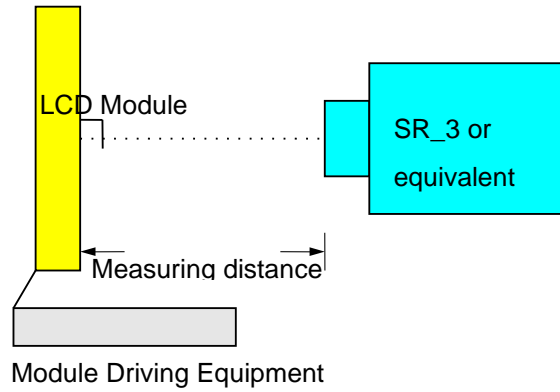 LCD Module
SR_3 or
equivalent
Measuring distance
Module Driving Equipment